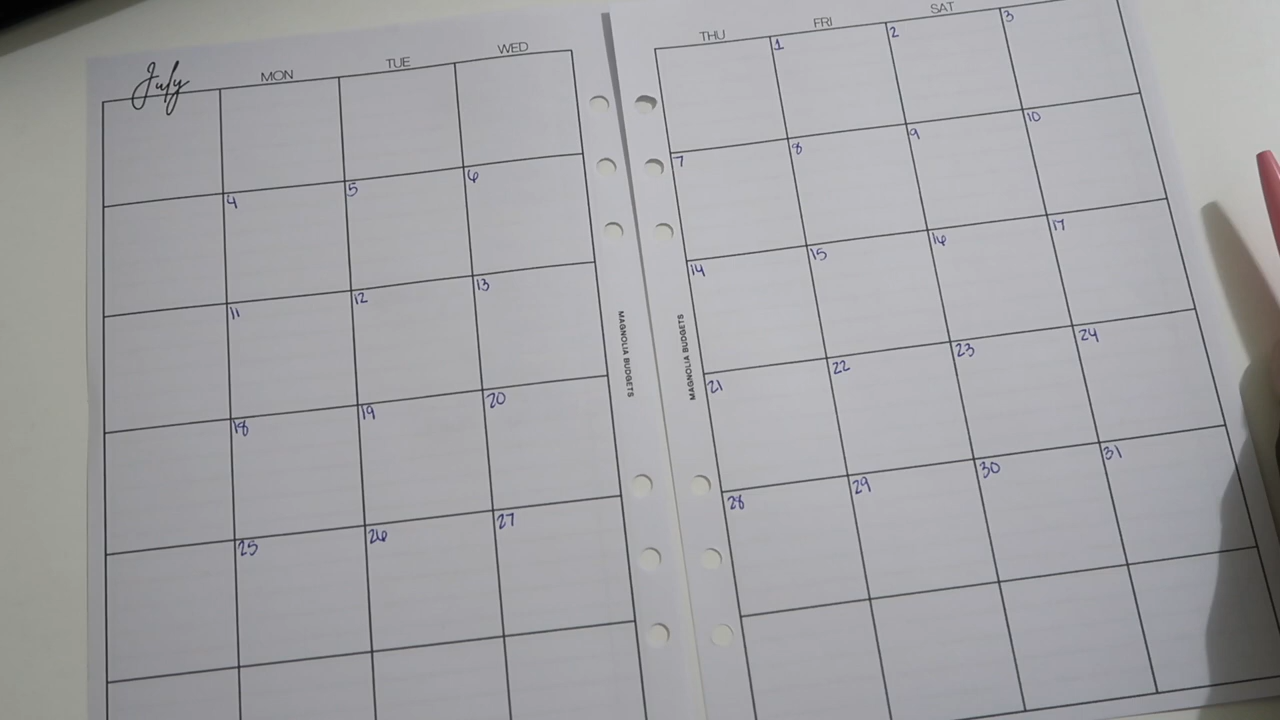 July MON TUE WED THU FRI SAT
1 2 3
4 5 6 7 8 9 10
11 12 13 14 15 16 17
18 19 20 21 22 23 24
25 26 27 28 29 30 31
MAGNOLIA BUDGETS
MAGNOLIA BUDGETS